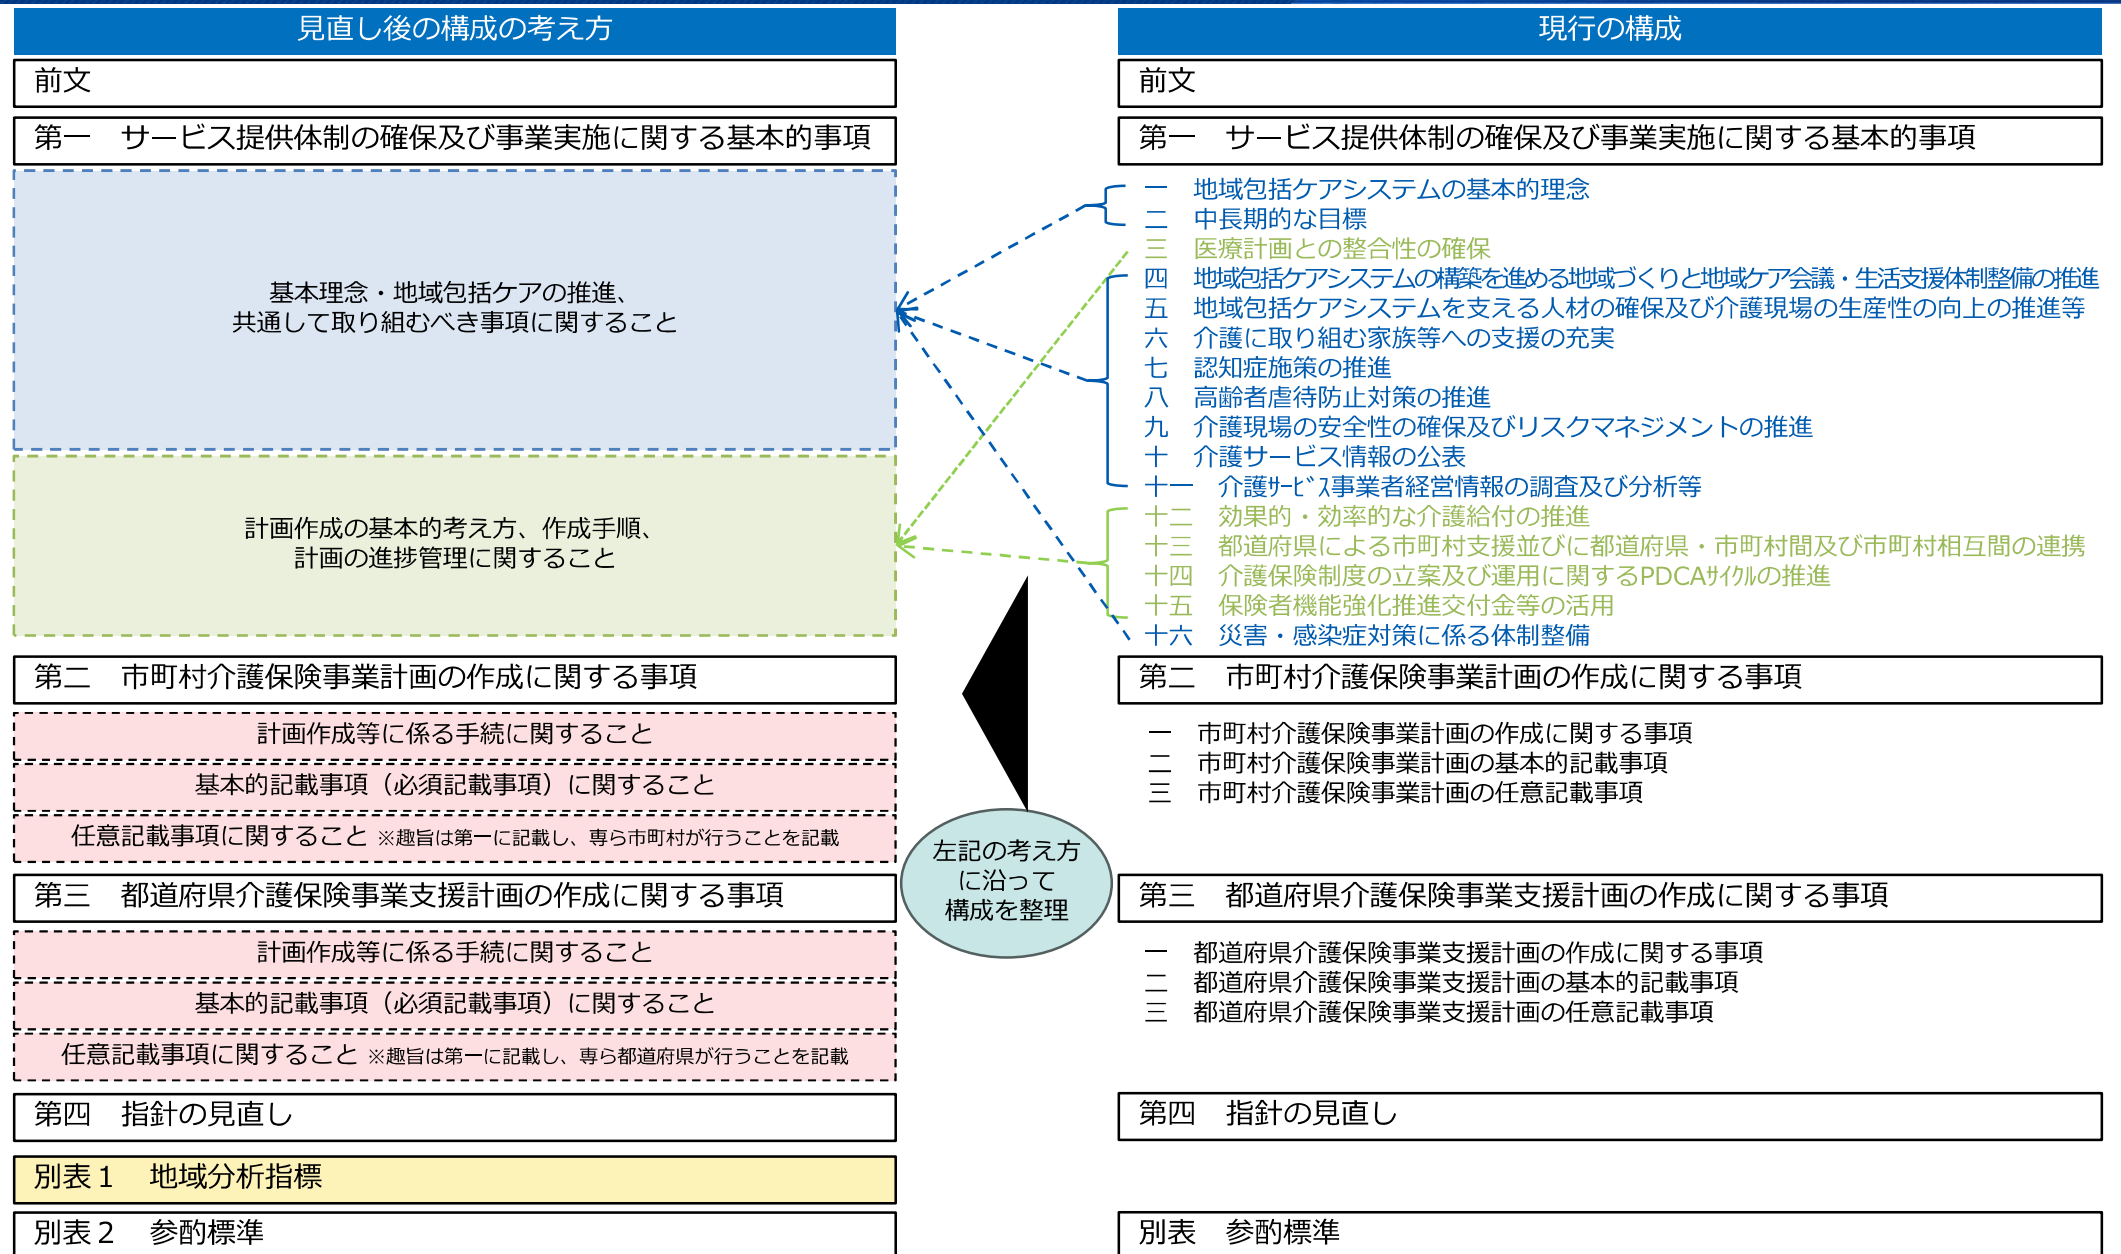 見直し後の構成の考え方
前文
第一　サービス提供体制の確保及び事業実施に関する基本的事項
基本理念・地域包括ケアの推進、
共通して取り組むべき事項に関すること
計画作成の基本的考え方、作成手順、
計画の進捗管理に関すること
第二　市町村介護保険事業計画の作成に関する事項
計画作成等に係る手続に関すること
基本的記載事項（必須記載事項）に関すること
任意記載事項に関すること ※趣旨は第一に記載し、専ら市町村が行うことを記載
第三　都道府県介護保険事業支援計画の作成に関する事項
計画作成等に係る手続に関すること
基本的記載事項（必須記載事項）に関すること
任意記載事項に関すること ※趣旨は第一に記載し、専ら都道府県が行うことを記載
第四　指針の見直し
別表１　地域分析指標
別表２　参酌標準
左記の考え方
に沿って
構成を整理
現行の構成
前文
第一　サービス提供体制の確保及び事業実施に関する基本的事項
一　地域包括ケアシステムの基本的理念
二　中長期的な目標
三　医療計画との整合性の確保
四　地域包括ケアシステムの構築を進める地域づくりと地域ケア会議・生活支援体制整備の推進
五　地域包括ケアシステムを支える人材の確保及び介護現場の生産性の向上の推進等
六　介護に取り組む家族等への支援の充実
七　認知症施策の推進
八　高齢者虐待防止対策の推進
九　介護現場の安全性の確保及びリスクマネジメントの推進
十　介護サービス情報の公表
十一　介護ｻｰﾋﾞｽ事業者経営情報の調査及び分析等
十二　効果的・効率的な介護給付の推進
十三　都道府県による市町村支援並びに都道府県・市町村間及び市町村相互間の連携
十四　介護保険制度の立案及び運用に関するPDCAｻｲｸﾙの推進
十五　保険者機能強化推進交付金等の活用
十六　災害・感染症対策に係る体制整備
第二　市町村介護保険事業計画の作成に関する事項
一　市町村介護保険事業計画の作成に関する事項
二　市町村介護保険事業計画の基本的記載事項
三　市町村介護保険事業計画の任意記載事項
第三　都道府県介護保険事業支援計画の作成に関する事項
一　都道府県介護保険事業支援計画の作成に関する事項
二　都道府県介護保険事業支援計画の基本的記載事項
三　都道府県介護保険事業支援計画の任意記載事項
第四　指針の見直し
別表　参酌標準